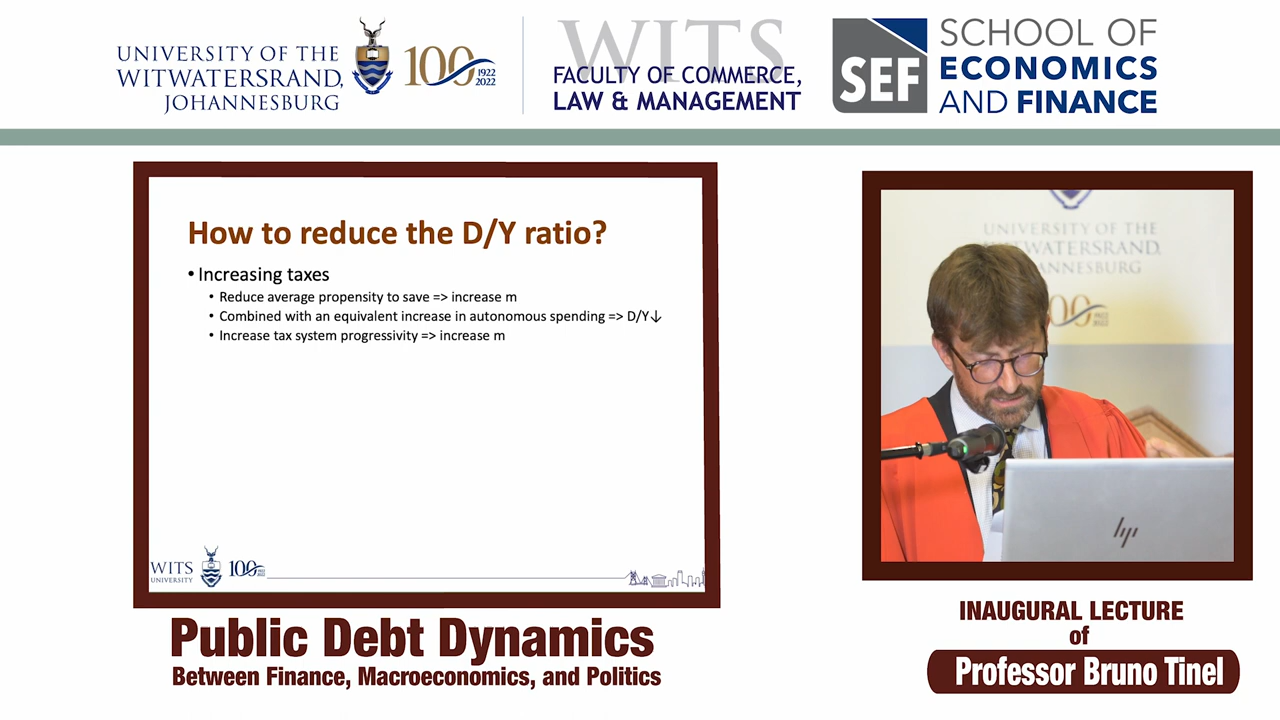 UNIVERSITY OF THE
WITWATERSRAND,
JOHANNESBURG
100 1922
2022
WITS
FACULTY OF COMMERCE,
LAW & MANAGEMENT
SEF
SCHOOL OF
ECONOMICS
AND FINANCE
How to reduce the D/Y ratio?
• Increasing taxes
• Reduce average propensity to save => increase m
• Combined with an equivalent increase in autonomous spending => D/Y↓
• Increase tax system progressivity => increase m
WITS
UNIVERSITY
100
UNIVERSITY OF THE
WITWATERSRAND,
ANNESBURG
hp
Public Debt Dynamics
Between Finance, Macroeconomics, and Politics
INAUGURAL LECTURE
of
Professor Bruno Tinel